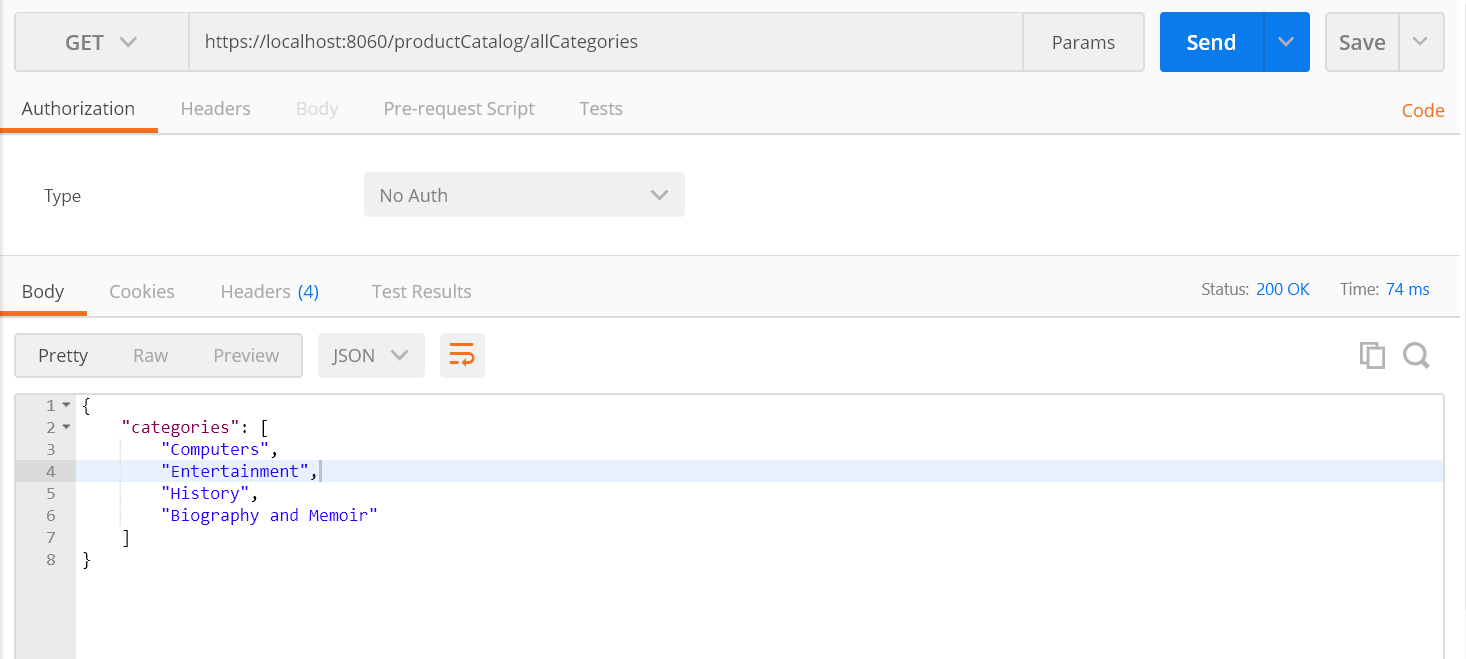 GET https://localhost:8060/productCatalog/allCategories Params Send Save
Authorization Headers Body Pre-request Script Tests Code
Type No Auth
Body Cookies Headers (4) Test Results Status: 200 OK Time: 74 ms
Pretty Raw Preview JSON
1 {
2 "categories": [
3 "Computers",
4 "Entertainment",
5 "History",
6 "Biography and Memoir"
7 ]
8 }